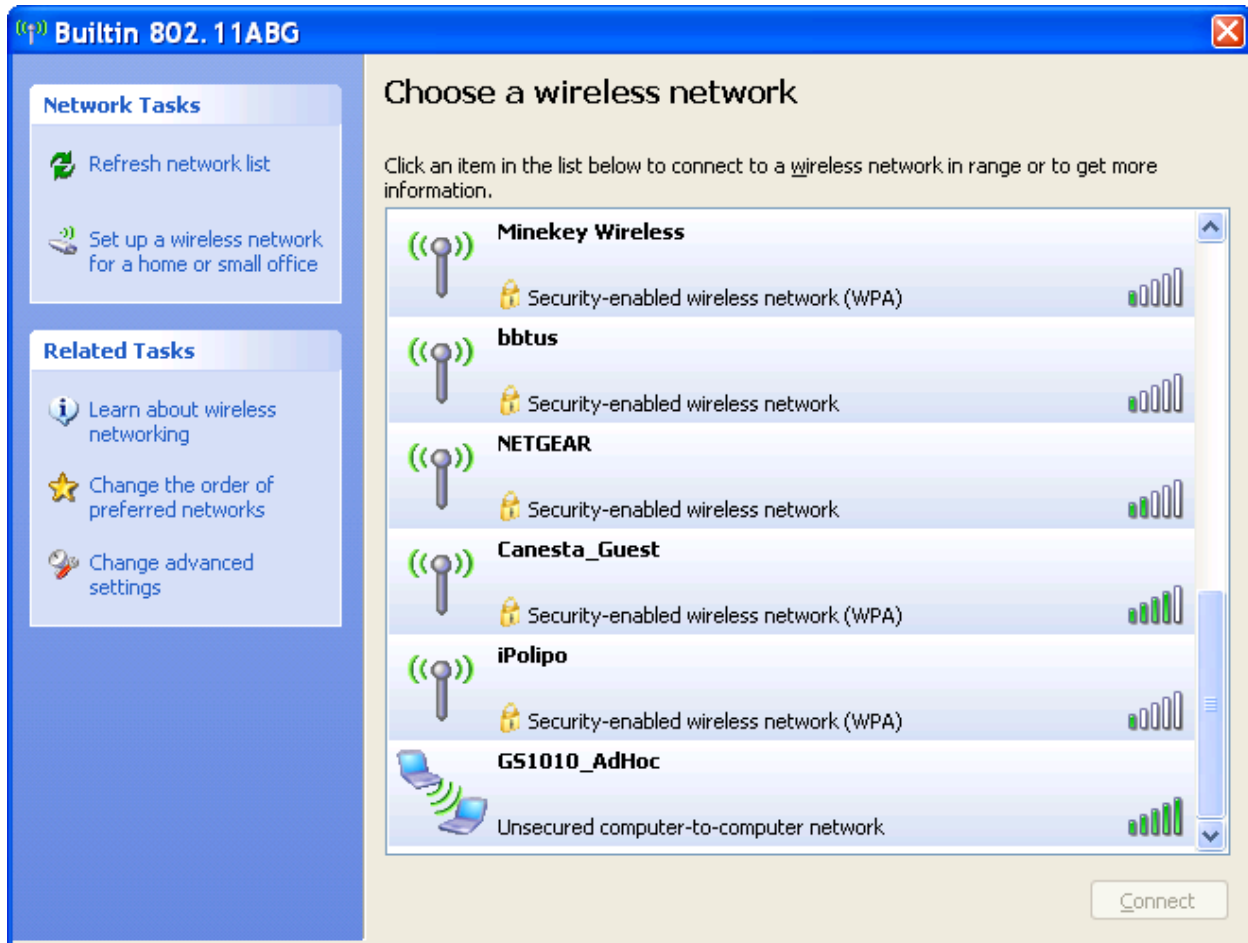 Builtin 802.11ABG
Network Tasks
Refresh network list
Set up a wireless network
for a home or small office
Related Tasks
Learn about wireless
networking
Change the order of
preferred networks
Change advanced
settings
Choose a wireless network
Click an item in the list below to connect to a wireless network in range or to get more
information.
Minekey Wireless
Security-enabled wireless network (WPA)
bbtus
Security-enabled wireless network
NETGEAR
Security-enabled wireless network
Canesta_Guest
Security-enabled wireless network (WPA)
iPolipo
Security-enabled wireless network (WPA)
GS1010_AdHoc
Unsecured computer-to-computer network
Connect